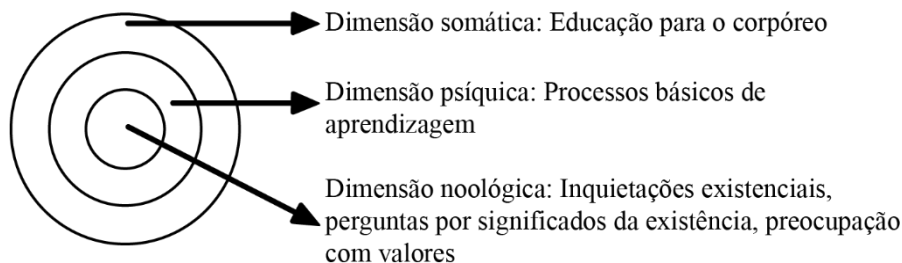 Dimensão somática: Educação para o corpóreo
Dimensão psíquica: Processos básicos de
aprendizagem
Dimensão noológica: Inquietações existenciais,
perguntas por significados da existência, preocupação
com valores